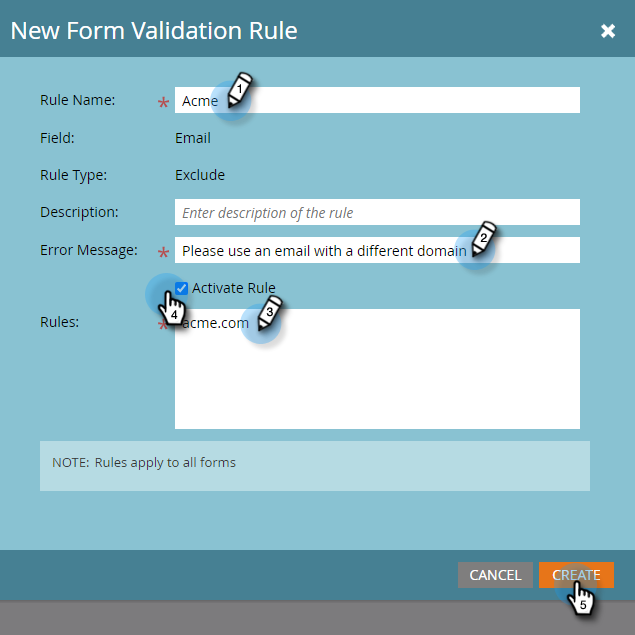 New Form Validation Rule
Rule Name: * Acme 1
Field: Email
Rule Type: Exclude
Description: Enter description of the rule
Error Message: * Please use an email with a different domain 2
Activate Rule
4
Rules: * acme.com 3
NOTE: Rules apply to all forms
CANCEL CREATE
5